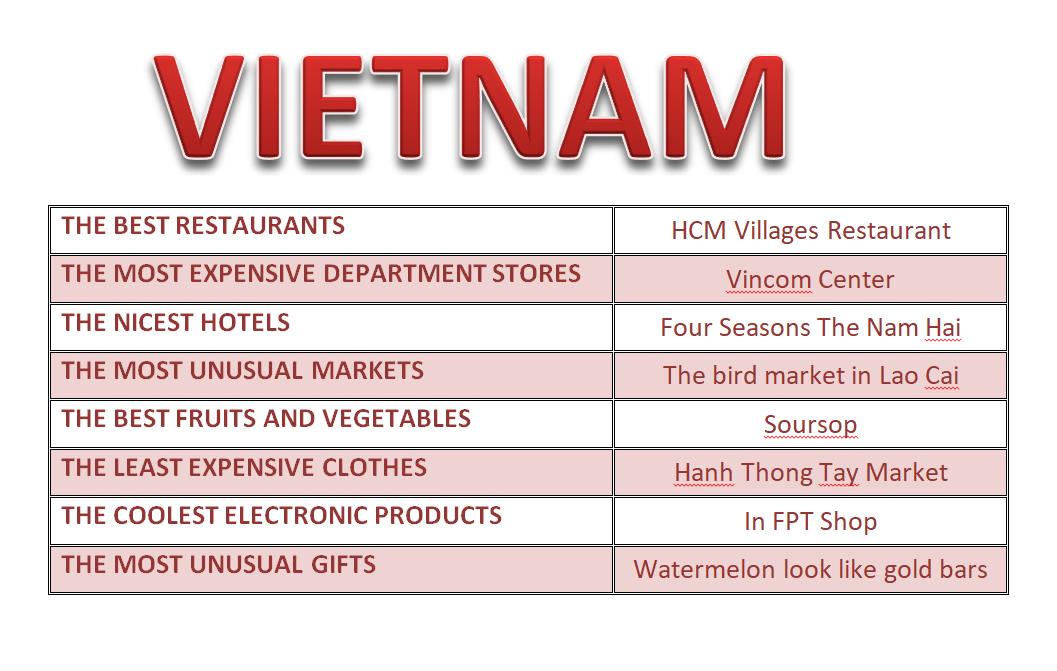 VIETNAM
THE BEST RESTAURANTS HCM Villages Restaurant
THE MOST EXPENSIVE DEPARTMENT STORES Vincom Center
THE NICEST HOTELS Four Seasons The Nam Hai
THE MOST UNUSUAL MARKETS The bird market in Lao Cai
THE BEST FRUITS AND VEGETABLES Soursop
THE LEAST EXPENSIVE CLOTHES Hanh Thong Tay Market
THE COOLEST ELECTRONIC PRODUCTS In FPT Shop
THE MOST UNUSUAL GIFTS Watermelon look like gold bars